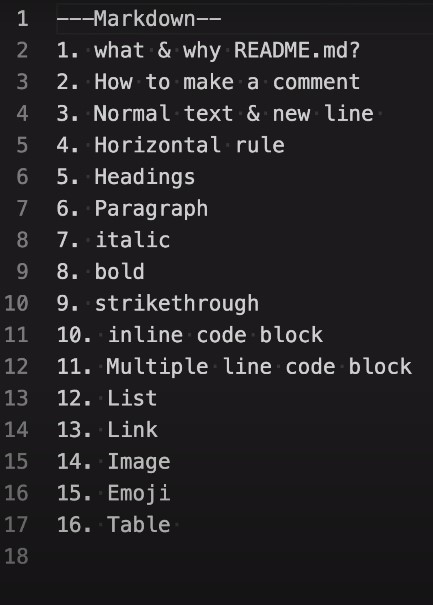 1 ---Markdown--
2 1. what & why README.md?
3 2. How to make a comment
4 3. Normal text & new line
5 4. Horizontal rule
6 5. Headings
7 6. Paragraph
8 7. italic
9 8. bold
10 9. strikethrough
11 10. inline code block
12 11. Multiple line code block
13 12. List
14 13. Link
15 14. Image
16 15. Emoji
17 16. Table
18